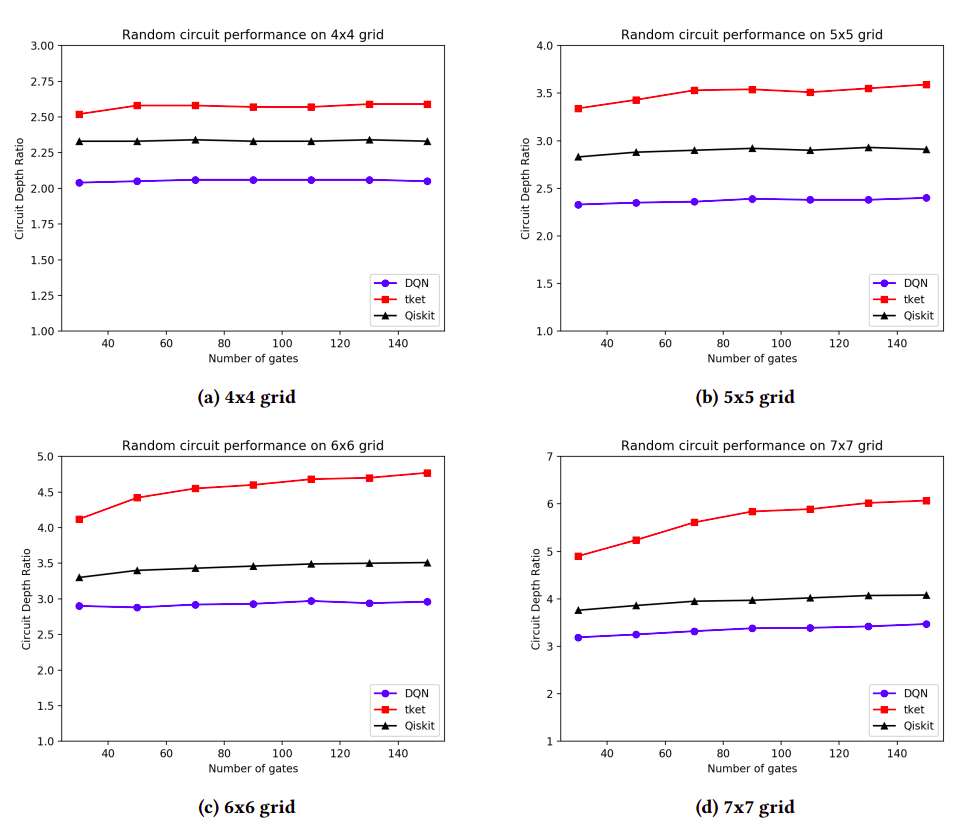 Random circuit performance on 4x4 grid
3.00
2.75
2.50
2.25
2.00
1.75
1.50
1.25
1.00
Circuit Depth Ratio
40 60 80 100 120 140
Number of gates
DQN
tket
Qiskit
(a) 4x4 grid
Random circuit performance on 5x5 grid
4.0
3.5
3.0
2.5
2.0
1.5
1.0
Circuit Depth Ratio
40 60 80 100 120 140
Number of gates
DQN
tket
Qiskit
(b) 5x5 grid
Random circuit performance on 6x6 grid
5.0
4.5
4.0
3.5
3.0
2.5
2.0
1.5
1.0
Circuit Depth Ratio
40 60 80 100 120 140
Number of gates
DQN
tket
Qiskit
(c) 6x6 grid
Random circuit performance on 7x7 grid
7
6
5
4
3
2
1
Circuit Depth Ratio
40 60 80 100 120 140
Number of gates
DQN
tket
Qiskit
(d) 7x7 grid